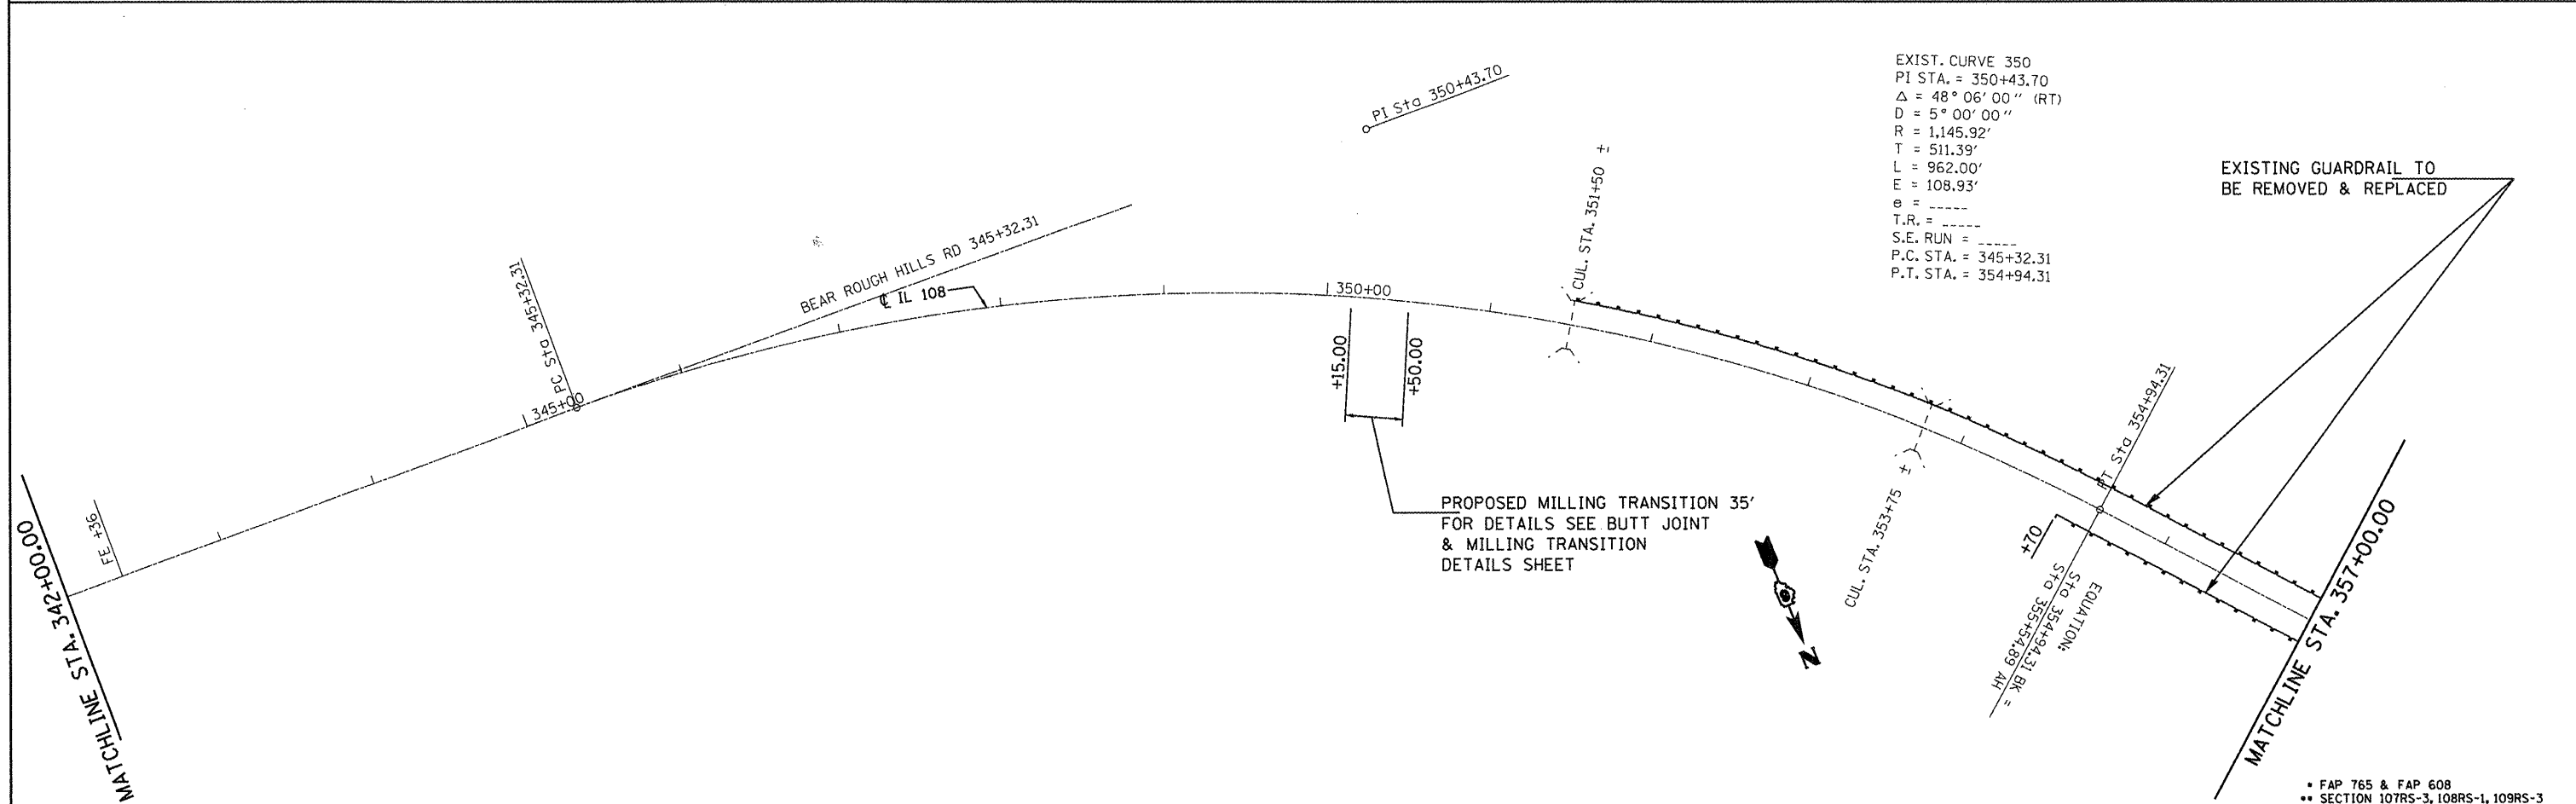 EXIST. CURVE 350
PI STA. = 350+43.70
Δ = 48° 06' 00" (RT)
D = 5° 00' 00"
R = 1,145.92'
T = 511.39'
L = 962.00'
E = 108.93'
e = _____
T.R. = _____
S.E. RUN = _____
P.C. STA. = 345+32.31
P.T. STA. = 354+94.31
PI Sta 350+43.70
EXISTING GUARDRAIL TO
BE REMOVED & REPLACED
CUL. STA. 351+50 ±
BEAR ROUGH HILLS RD 345+32.31
℄ IL 108
PC Sta 345+32.31
345+00
350+00
+15.00
+50.00
PROPOSED MILLING TRANSITION 35'
FOR DETAILS SEE BUTT JOINT
& MILLING TRANSITION
DETAILS SHEET
N
CUL. STA. 353+75 ±
PT Sta 354+94.31
+70
EQUATION:
Sta 354+94.31 BK =
Sta 355+54.89 AH
FE +36
MATCHLINE STA. 342+00.00
MATCHLINE STA. 357+00.00
• FAP 765 & FAP 608
•• SECTION 107RS-3, 108RS-1, 109RS-3